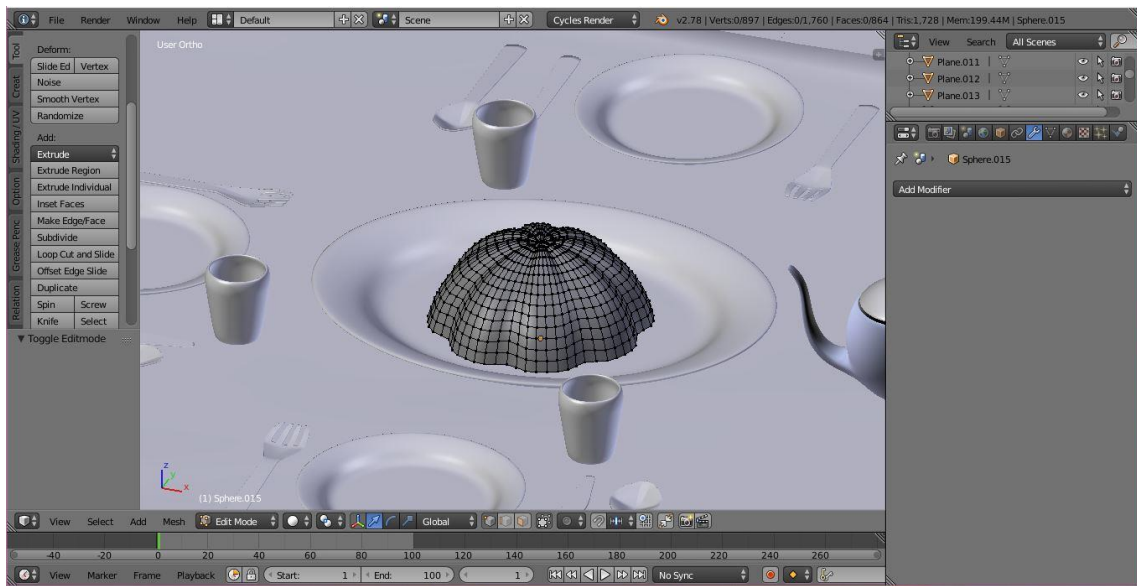 File Render Window Help Default Scene Cycles Render v2.78 | Verts:0/897 | Edges:0/1,760 | Faces:0/864 | Tris:1,728 | Mem:199.44M | Sphere.015
Tool
Creat
Shading / UV
Option
Grease Penc
Relation
Deform:
Slide Ed Vertex
Noise
Smooth Vertex
Randomize
Add:
Extrude
Extrude Region
Extrude Individual
Inset Faces
Make Edge/Face
Subdivide
Loop Cut and Slide
Offset Edge Slide
Duplicate
Spin Screw
Knife Select
Toggle Editmode
User Ortho
z
y
x
(1) Sphere.015
View Search All Scenes
Plane.011
Plane.012
Plane.013
Sphere.015
Add Modifier
View Select Add Mesh Edit Mode Global
-40 -20 0 20 40 60 80 100 120 140 160 180 200 220 240 260
View Marker Frame Playback Start: 1 End: 100 1 No Sync